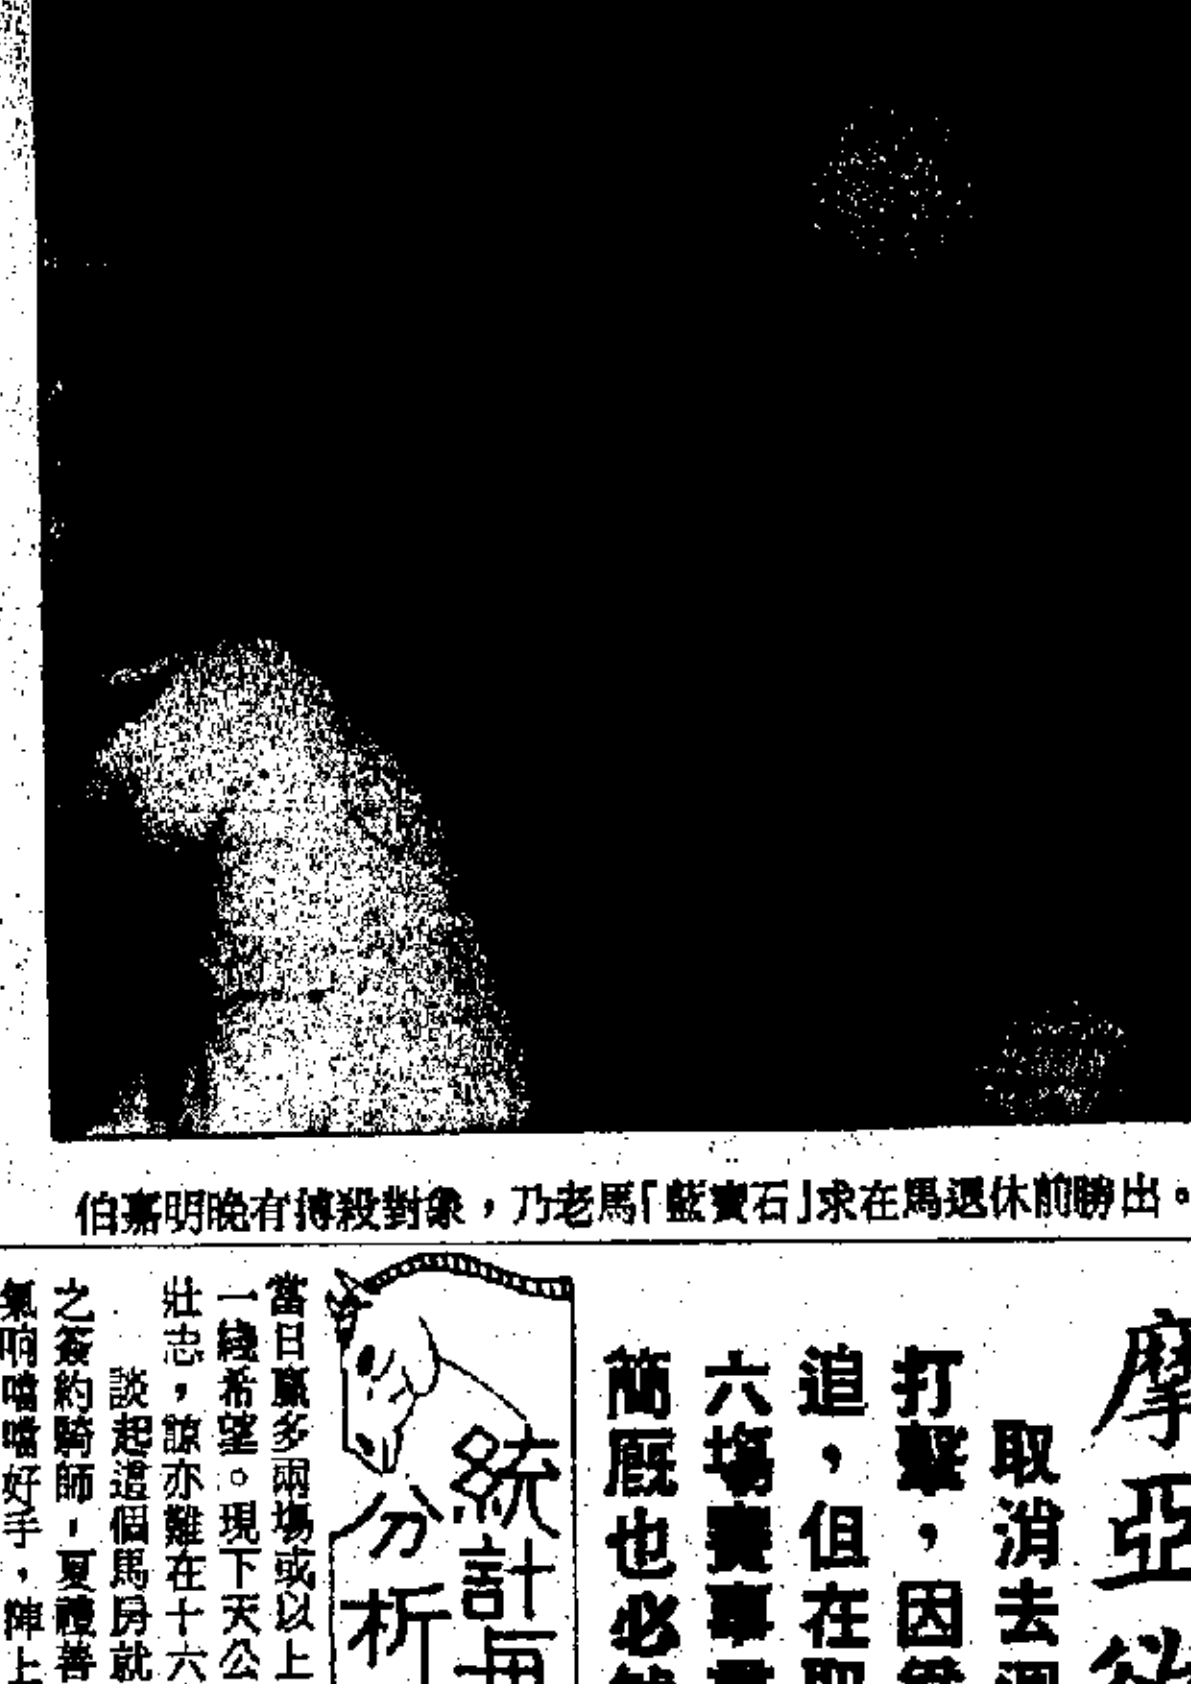 伯嘉明晚有搏殺對象，乃老馬「藍寶石」求在馬退休前勝出。
摩亞
取消去
打擊，因
追，但在取
六場賽事
簡廐也必
統計
分析
當日贏多兩場或以上
一綫希望。現下天公
壯志，諒亦難在十六
談起這個馬房就
之簽約騎師，夏禮善
氣响噹噹好手，陣上